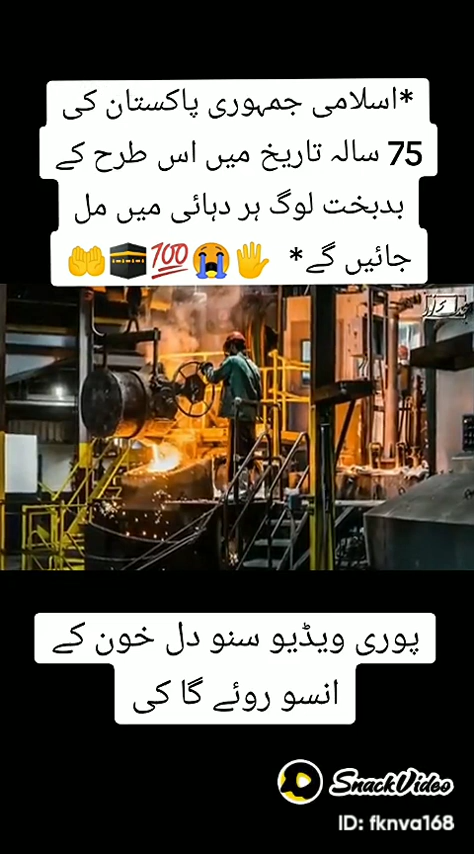 *اسلامی جمہوری پاکستان کی
75 سالہ تاریخ میں اس طرح کے
بدبخت لوگ ہر دہائی میں مل
جائیں گے* 🖐😭💯🕋🤲
پوری ویڈیو سنو دل خون کے
انسو روئے گا کی
SnackVideo
ID: fknva168